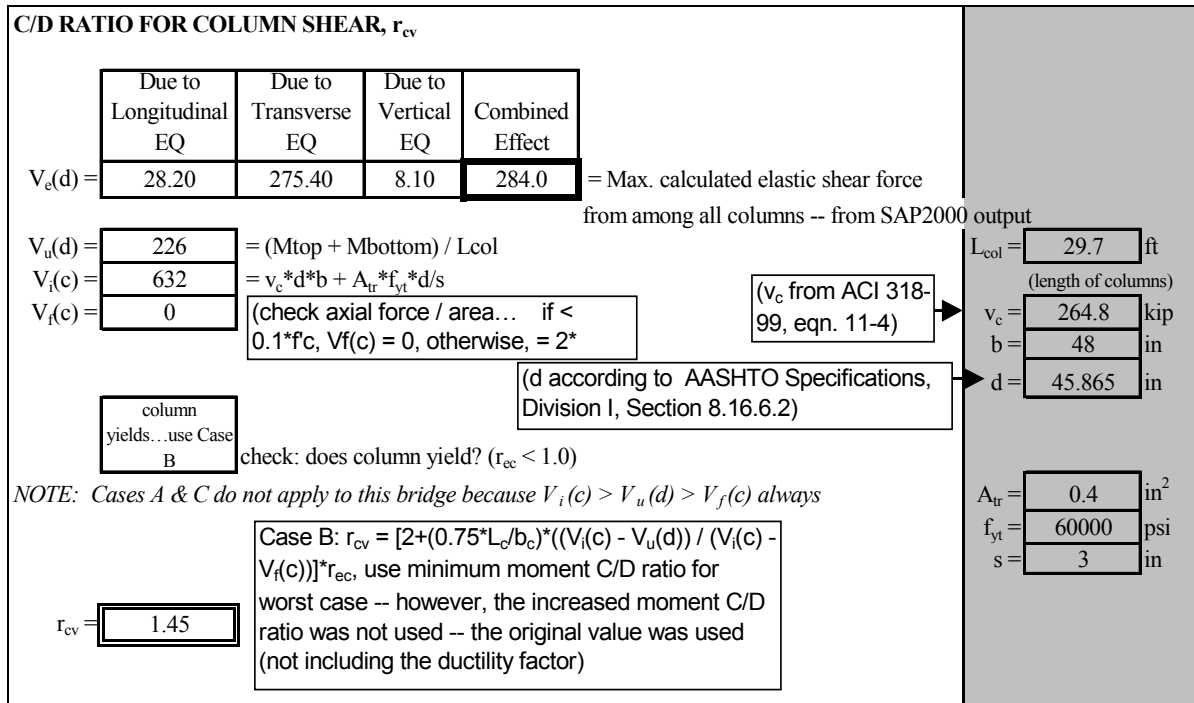 C/D RATIO FOR COLUMN SHEAR, rcv
Due to Longitudinal EQ
Due to Transverse EQ
Due to Vertical EQ
Combined Effect
Ve(d) = 28.20 275.40 8.10 284.0 = Max. calculated elastic shear force
from among all columns -- from SAP2000 output
Vu(d) = 226 = (Mtop + Mbottom) / Lcol
Vi(c) = 632 = vc*d*b + Atr*fyt*d/s
Vf(c) = 0
(check axial force / area… if <
0.1*f'c, Vf(c) = 0, otherwise, = 2*
(vc from ACI 318-
99, eqn. 11-4)
(d according to AASHTO Specifications,
Division I, Section 8.16.6.2)
Lcol = 29.7 ft
(length of columns)
vc = 264.8 kip
b = 48 in
d = 45.865 in
column
yields…use Case
B
check: does column yield? (rec < 1.0)
NOTE: Cases A & C do not apply to this bridge because Vi(c) > Vu(d) > Vf(c) always
Atr = 0.4 in²
fyt = 60000 psi
s = 3 in
Case B: rcv = [2+(0.75*Lc/bc)*((Vi(c) - Vu(d)) / (Vi(c) -
Vf(c))]*rec, use minimum moment C/D ratio for
worst case -- however, the increased moment C/D
ratio was not used -- the original value was used
(not including the ductility factor)
rcv = 1.45